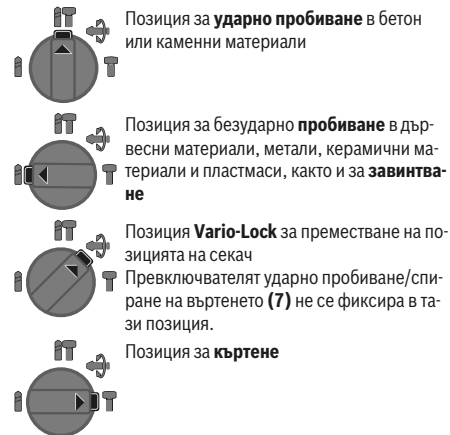 Позиция за ударно пробиване в бетон
или каменни материали
Позиция за безударно пробиване в дър-
весни материали, метали, керамични ма-
териали и пластмаси, както и за завинтва-
не
Позиция Vario-Lock за преместване на по-
зицията на секач
Превключвателят ударно пробиване/спи-
ране на въртенето (7) не се фиксира в та-
зи позиция.
Позиция за къртене